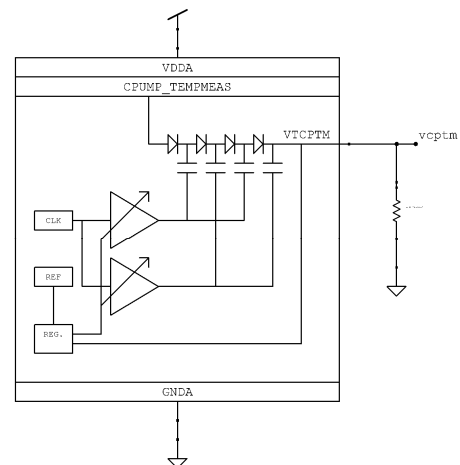 VDDA
CPUMP_TEMPMEAS
VTCPTM
vcptm
CLK
REF
REG.
GNDA